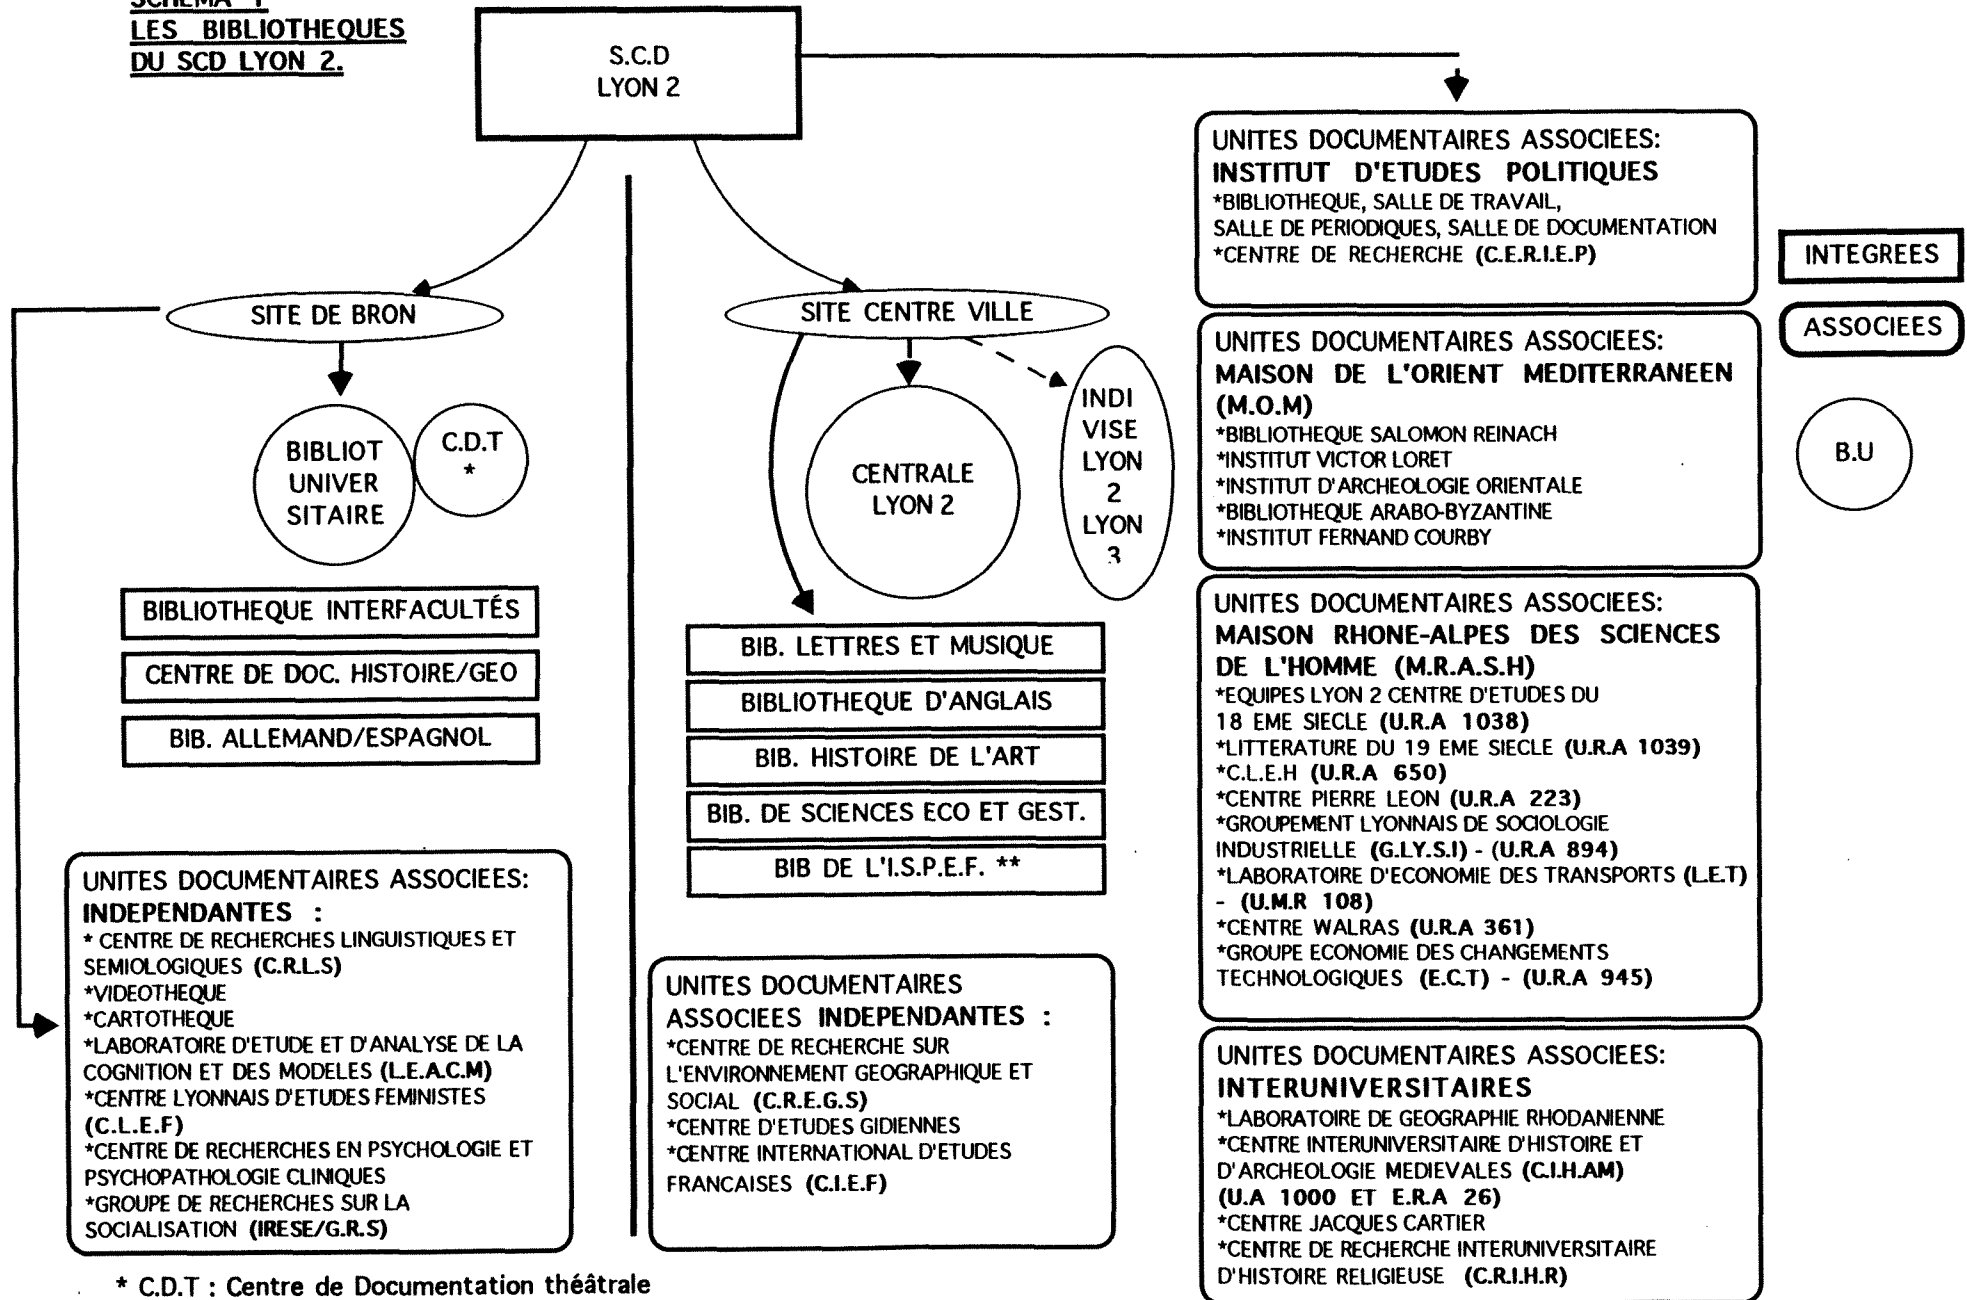 SCHEMA 1
LES BIBLIOTHEQUES
DU SCD LYON 2.
S.C.D
LYON 2
SITE DE BRON
BIBLIOT
UNIVER
SITAIRE
C.D.T
*
BIBLIOTHEQUE INTERFACULTÉS
CENTRE DE DOC. HISTOIRE/GEO
BIB. ALLEMAND/ESPAGNOL
UNITES DOCUMENTAIRES ASSOCIEES:
INDEPENDANTES :
* CENTRE DE RECHERCHES LINGUISTIQUES ET
SEMIOLOGIQUES (C.R.L.S)
*VIDEOTHEQUE
*CARTOTHEQUE
*LABORATOIRE D'ETUDE ET D'ANALYSE DE LA
COGNITION ET DES MODELES (L.E.A.C.M)
*CENTRE LYONNAIS D'ETUDES FEMINISTES
(C.L.E.F)
*CENTRE DE RECHERCHES EN PSYCHOLOGIE ET
PSYCHOPATHOLOGIE CLINIQUES
*GROUPE DE RECHERCHES SUR LA
SOCIALISATION (IRESE/G.R.S)
* C.D.T : Centre de Documentation théâtrale
SITE CENTRE VILLE
CENTRALE
LYON 2
INDI
VISE
LYON
2
LYON
3
BIB. LETTRES ET MUSIQUE
BIBLIOTHEQUE D'ANGLAIS
BIB. HISTOIRE DE L'ART
BIB. DE SCIENCES ECO ET GEST.
BIB DE L'I.S.P.E.F. **
UNITES DOCUMENTAIRES
ASSOCIEES INDEPENDANTES :
*CENTRE DE RECHERCHE SUR
L'ENVIRONNEMENT GEOGRAPHIQUE ET
SOCIAL (C.R.E.G.S)
*CENTRE D'ETUDES GIDIENNES
*CENTRE INTERNATIONAL D'ETUDES
FRANCAISES (C.I.E.F)
UNITES DOCUMENTAIRES ASSOCIEES:
INSTITUT D'ETUDES POLITIQUES
*BIBLIOTHEQUE, SALLE DE TRAVAIL,
SALLE DE PERIODIQUES, SALLE DE DOCUMENTATION
*CENTRE DE RECHERCHE (C.E.R.I.E.P)
UNITES DOCUMENTAIRES ASSOCIEES:
MAISON DE L'ORIENT MEDITERRANEEN
(M.O.M)
*BIBLIOTHEQUE SALOMON REINACH
*INSTITUT VICTOR LORET
*INSTITUT D'ARCHEOLOGIE ORIENTALE
*BIBLIOTHEQUE ARABO-BYZANTINE
*INSTITUT FERNAND COURBY
UNITES DOCUMENTAIRES ASSOCIEES:
MAISON RHONE-ALPES DES SCIENCES
DE L'HOMME (M.R.A.S.H)
*EQUIPES LYON 2 CENTRE D'ETUDES DU
18 EME SIECLE (U.R.A 1038)
*LITTERATURE DU 19 EME SIECLE (U.R.A 1039)
*C.L.E.H (U.R.A 650)
*CENTRE PIERRE LEON (U.R.A 223)
*GROUPEMENT LYONNAIS DE SOCIOLOGIE
INDUSTRIELLE (G.LY.S.I) - (U.R.A 894)
*LABORATOIRE D'ECONOMIE DES TRANSPORTS (L.E.T)
- (U.M.R 108)
*CENTRE WALRAS (U.R.A 361)
*GROUPE ECONOMIE DES CHANGEMENTS
TECHNOLOGIQUES (E.C.T) - (U.R.A 945)
UNITES DOCUMENTAIRES ASSOCIEES:
INTERUNIVERSITAIRES
*LABORATOIRE DE GEOGRAPHIE RHODANIENNE
*CENTRE INTERUNIVERSITAIRE D'HISTOIRE ET
D'ARCHEOLOGIE MEDIEVALES (C.I.H.AM)
(U.A 1000 ET E.R.A 26)
*CENTRE JACQUES CARTIER
*CENTRE DE RECHERCHE INTERUNIVERSITAIRE
D'HISTOIRE RELIGIEUSE (C.R.I.H.R)
INTEGREES
ASSOCIEES
B.U